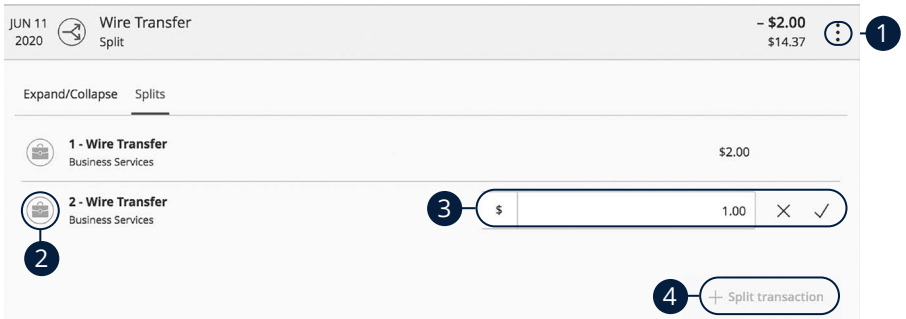 JUN 11 Wire Transfer – $2.00
2020 Split $14.37
1
Expand/Collapse Splits
1 - Wire Transfer
Business Services $2.00
2 - Wire Transfer
Business Services
3 $ 1.00
2
4 + Split transaction